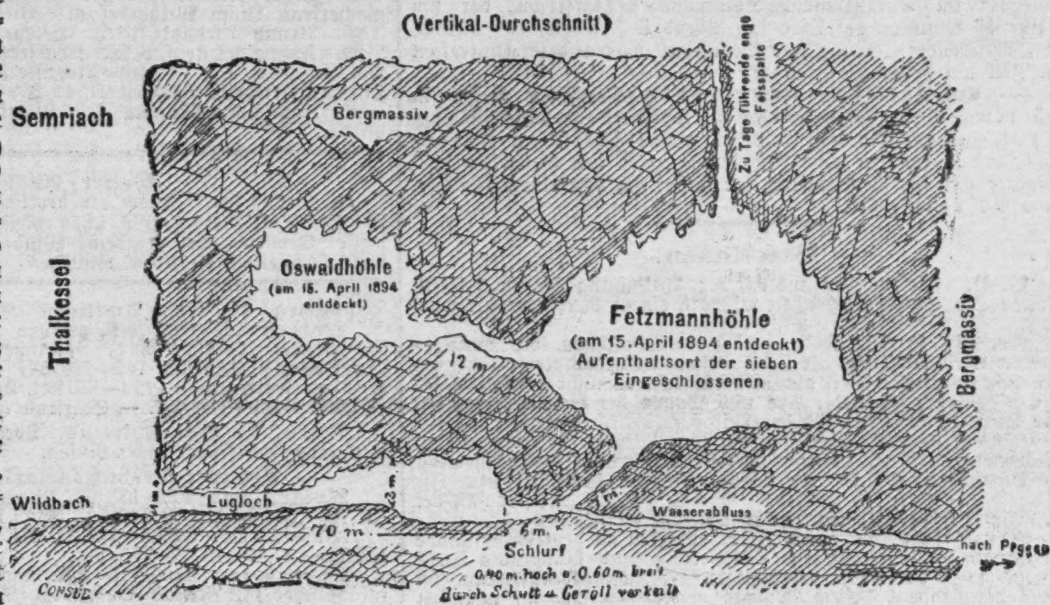 (Vertikal-Durchschnitt)
Semriach
Bergmassiv
Zu Tage führende enge
Felsspalte
Thalkessel
Oswaldhöhle
(am 15. April 1894
entdeckt)
Fetzmannhöhle
(am 15. April 1894 entdeckt)
Aufenthaltsort der sieben
Eingeschlossenen
12 m
Bergmassiv
Wildbach
1 m
Lugloch
70 m.
6 m.
Schlurf
0.40 m. hoch u. 0.60 m. breit
durch Schutt u. Geröll verkeilt
Wasserabfluss
nach Peggau